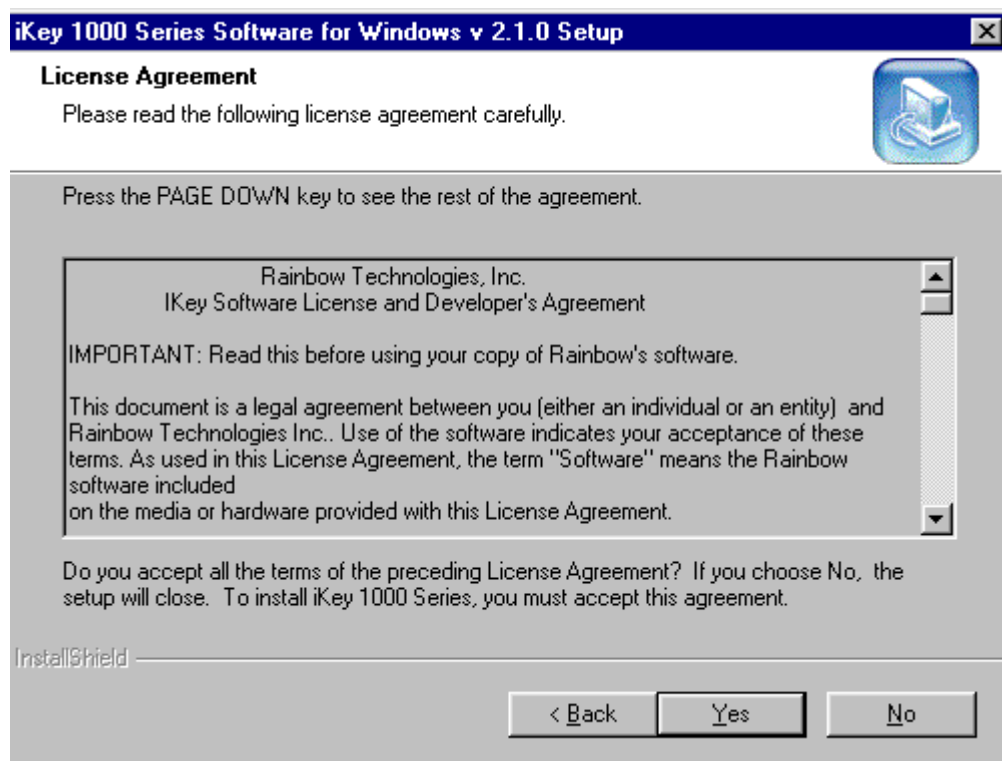 iKey 1000 Series Software for Windows v 2.1.0 Setup
License Agreement
Please read the following license agreement carefully.
Press the PAGE DOWN key to see the rest of the agreement.
Rainbow Technologies, Inc.
IKey Software License and Developer's Agreement
IMPORTANT: Read this before using your copy of Rainbow's software.
This document is a legal agreement between you (either an individual or an entity)  and
Rainbow Technologies Inc.. Use of the software indicates your acceptance of these
terms. As used in this License Agreement, the term "Software" means the Rainbow
software included
on the media or hardware provided with this License Agreement.
Do you accept all the terms of the preceding License Agreement?  If you choose No,  the
setup will close.  To install iKey 1000 Series, you must accept this agreement.
InstallShield
< Back
Yes
No